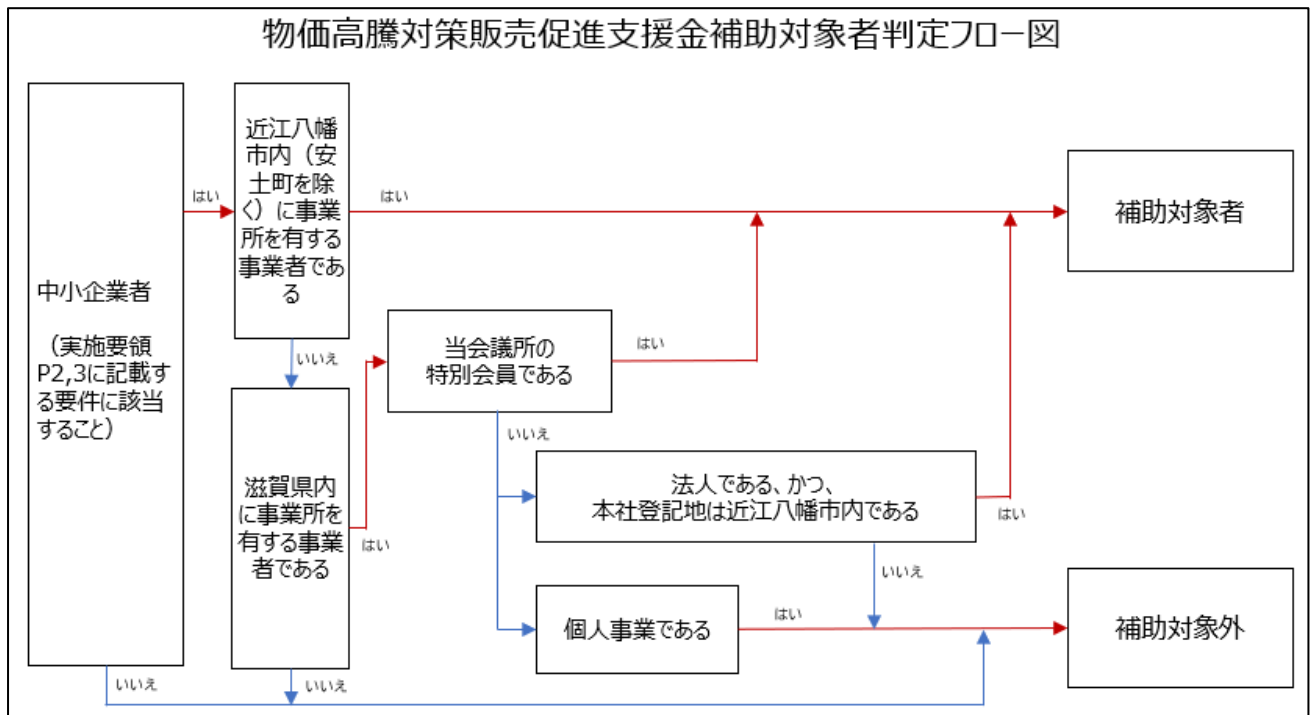 物価高騰対策販売促進支援金補助対象者判定フロー図
近江八幡
市内（安
土町を除
く）に事業
所を有する
事業者であ
る
はい
はい
補助対象者
中小企業者
（実施要領
P2,3に記載す
る要件に該当
すること）
いいえ
当会議所の
特別会員である
はい
いいえ
滋賀県内
に事業所を
有する事業
者である
はい
法人である、かつ、
本社登記地は近江八幡市内である
はい
いいえ
個人事業である
はい
補助対象外
いいえ
いいえ